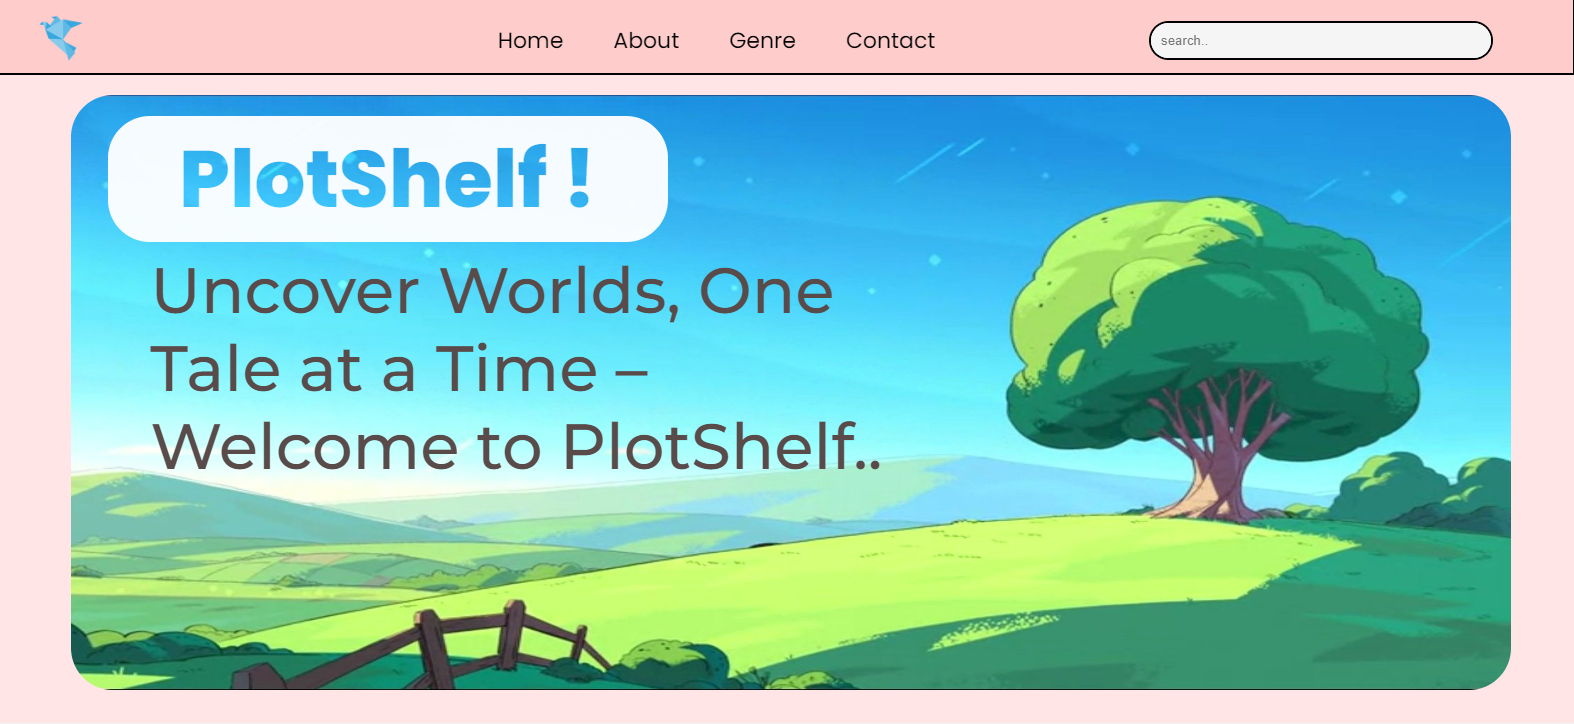 Home About Genre Contact search..
PlotShelf !
Uncover Worlds, One
Tale at a Time –
Welcome to PlotShelf..